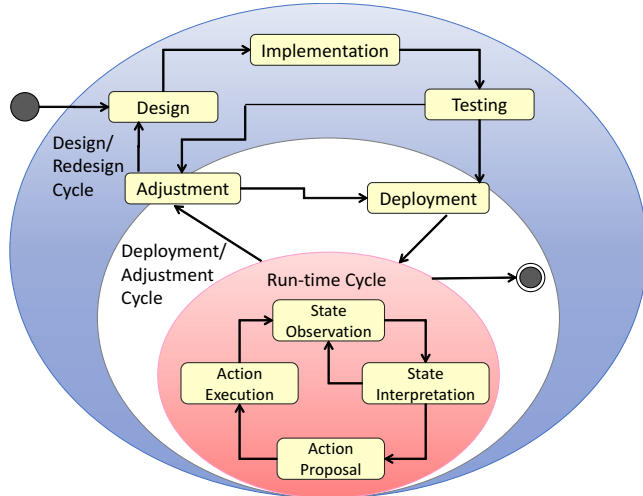 Implementation
Design
Testing
Design/
Redesign
Cycle
Adjustment
Deployment
Deployment/
Adjustment
Cycle
Run-time Cycle
State
Observation
Action
Execution
State
Interpretation
Action
Proposal